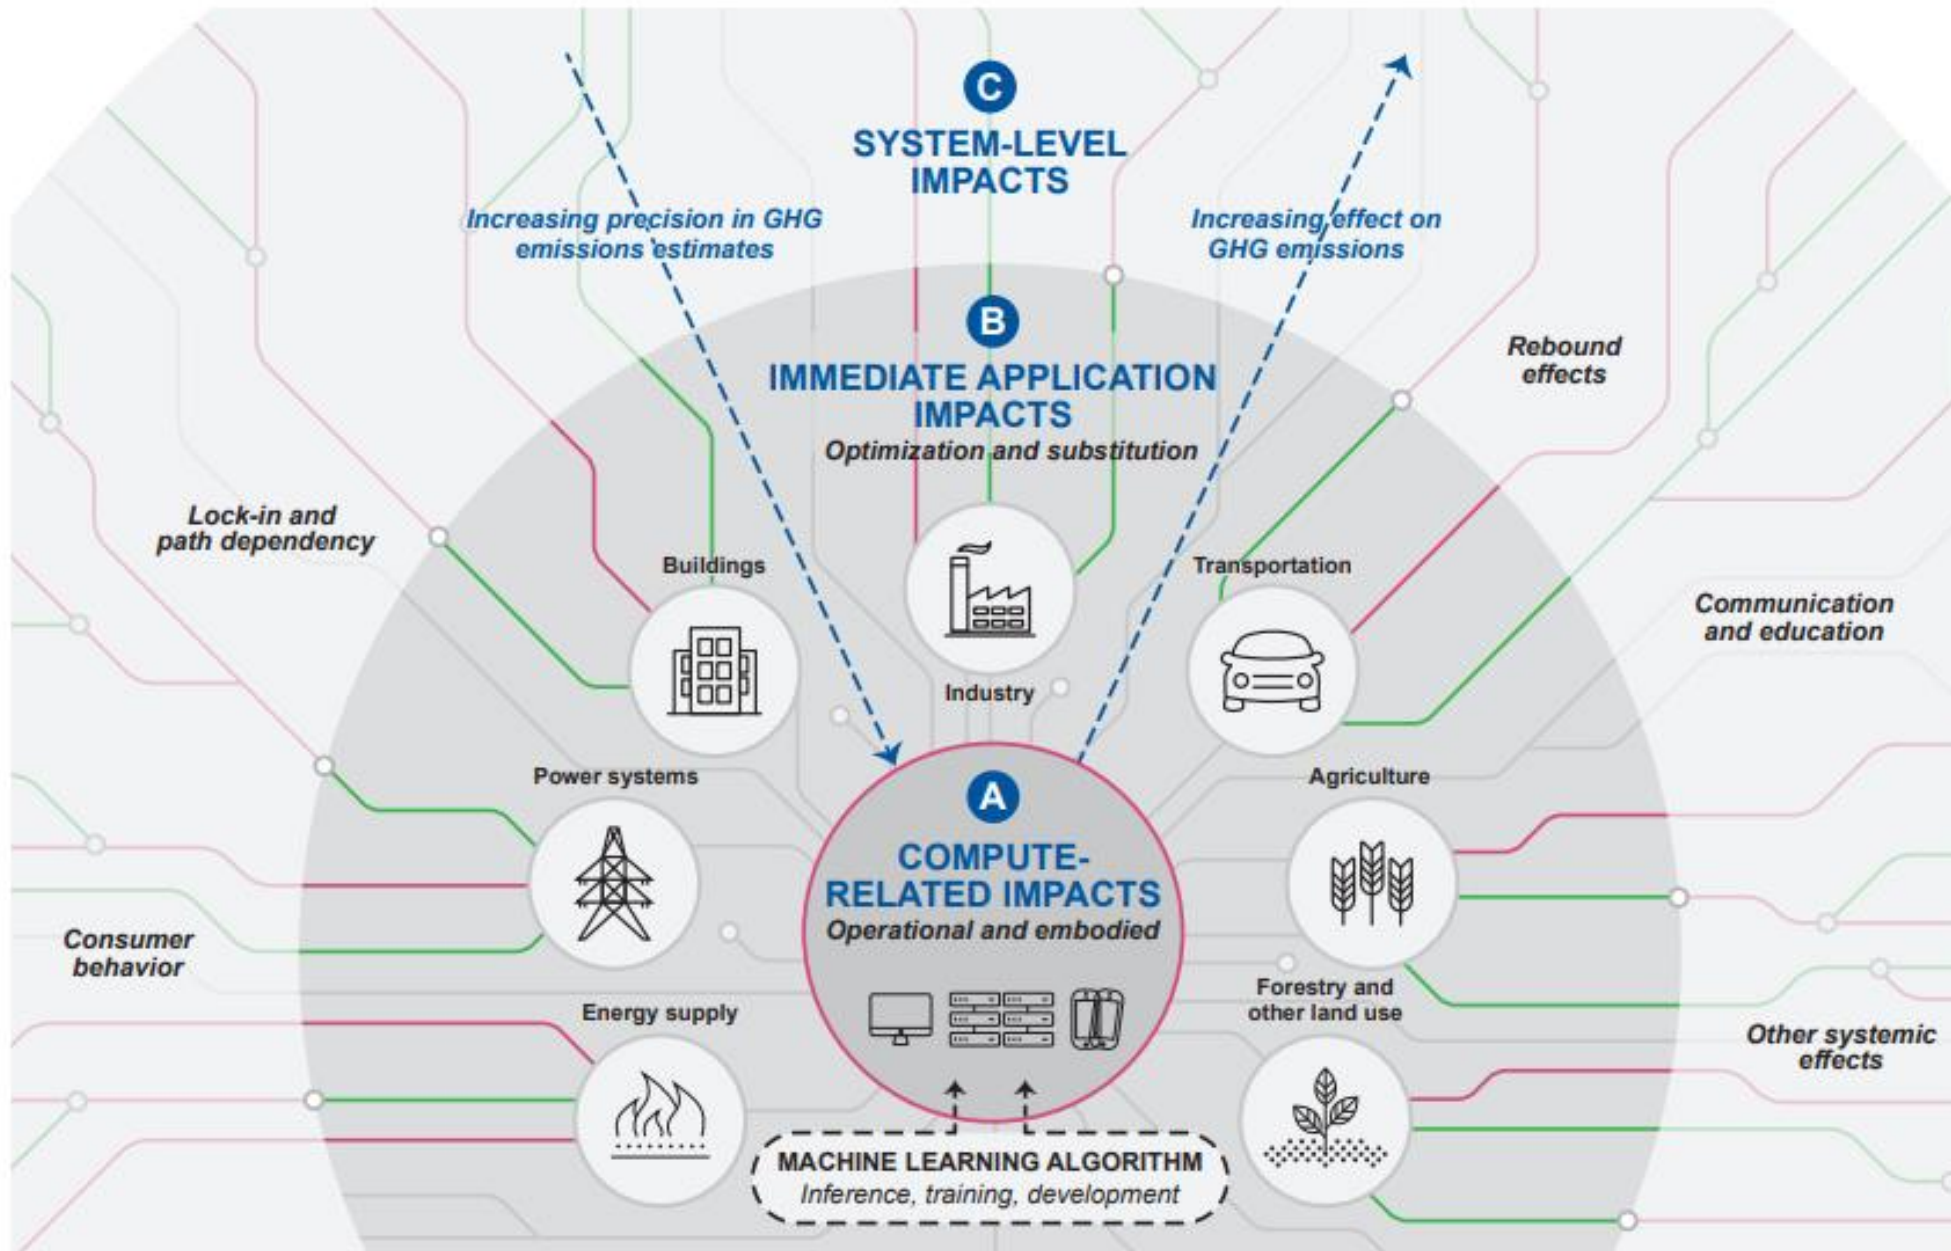 C
SYSTEM-LEVEL
IMPACTS
Increasing precision in GHG
emissions estimates
Increasing effect on
GHG emissions
B
IMMEDIATE APPLICATION
IMPACTS
Optimization and substitution
Rebound
effects
Lock-in and
path dependency
Buildings
Transportation
Communication
and education
Industry
Power systems
Agriculture
A
COMPUTE-
RELATED IMPACTS
Operational and embodied
Consumer
behavior
Energy supply
Forestry and
other land use
Other systemic
effects
MACHINE LEARNING ALGORITHM
Inference, training, development